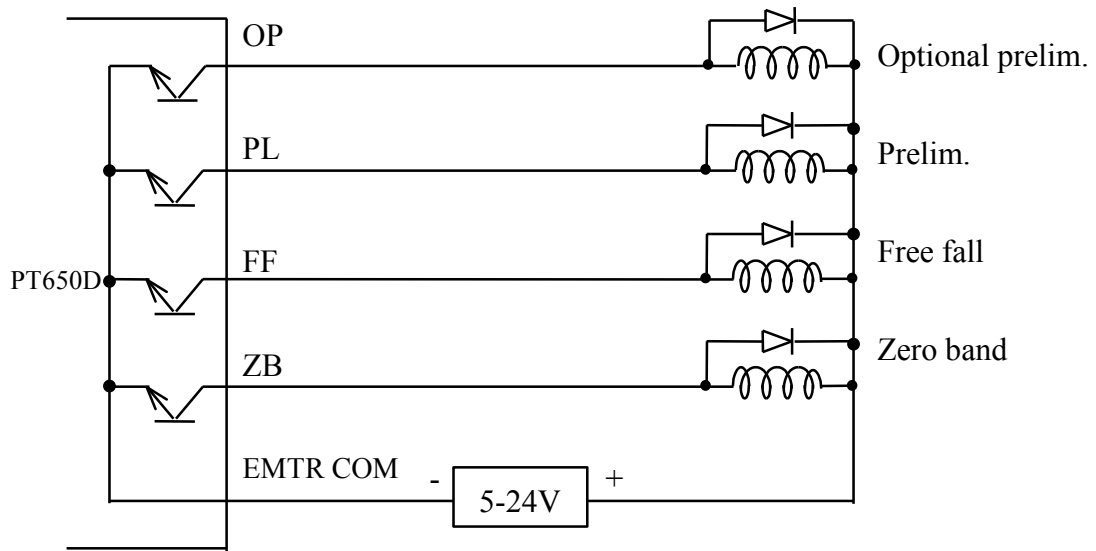 OP
Optional prelim.
PL
Prelim.
FF
Free fall
PT650D
ZB
Zero band
EMTR COM
-
+
5-24V